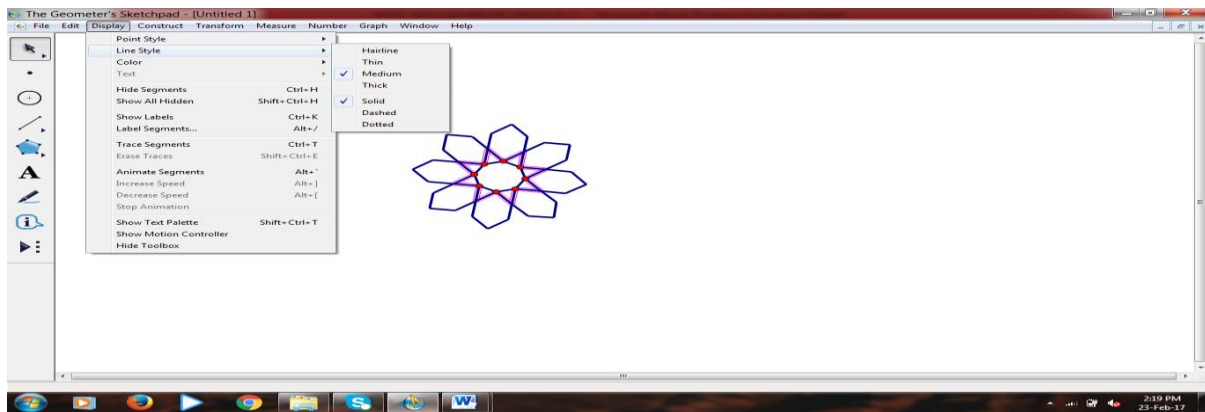 The Geometer's Sketchpad - [Untitled 1]
File Edit Display Construct Transform Measure Number Graph Window Help
Point Style
Line Style
Color
Text
Hide Segments Ctrl+H
Show All Hidden Shift+Ctrl+H
Show Labels Ctrl+K
Label Segments... Alt+/
Trace Segments Ctrl+T
Erase Traces Shift+Ctrl+E
Animate Segments Alt+`
Increase Speed Alt+]
Decrease Speed Alt+[
Stop Animation
Show Text Palette Shift+Ctrl+T
Show Motion Controller
Hide Toolbox
Hairline
Thin
Medium
Thick
Solid
Dashed
Dotted
A
2:19 PM
23-Feb-17